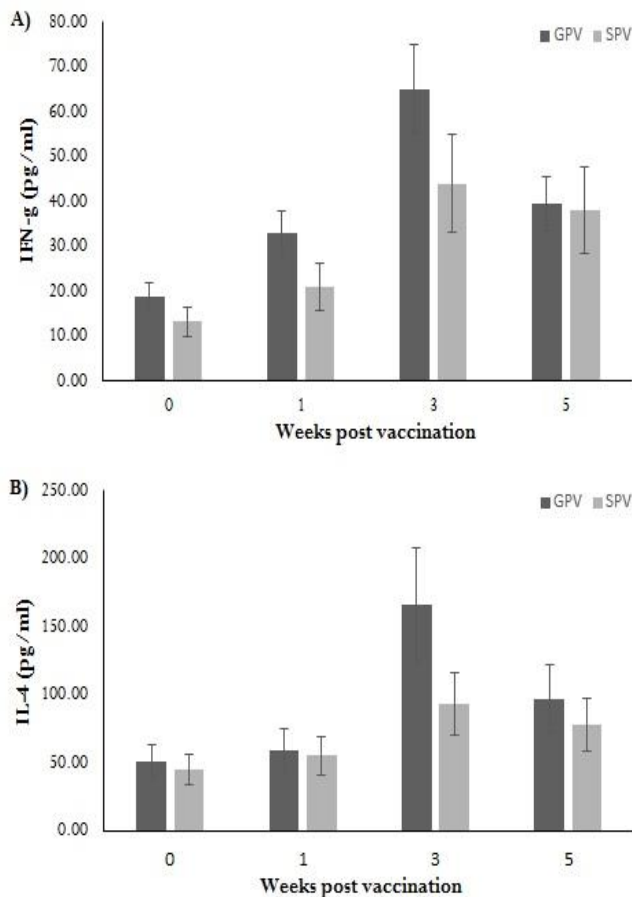 A)
GPV SPV
80.00
70.00
60.00
50.00
40.00
30.00
20.00
10.00
0.00
IFN-g (pg/ml)
0 1 3 5
Weeks post vaccination
B)
GPV SPV
250.00
200.00
150.00
100.00
50.00
0.00
IL-4 (pg/ml)
0 1 3 5
Weeks post vaccination